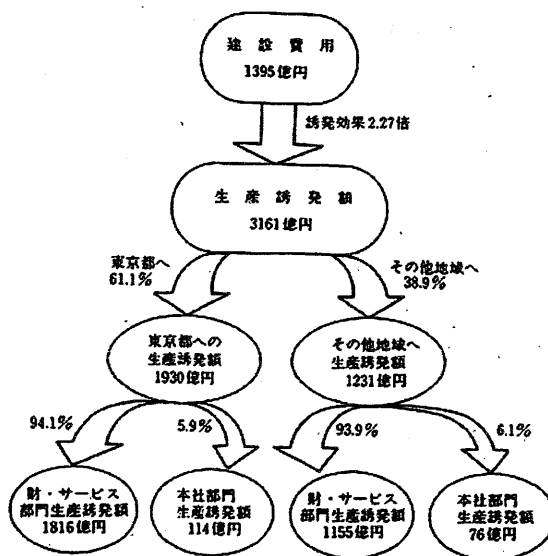 建設費用
1395億円
誘発効果2.27倍
生産誘発額
3161億円
東京都へ
61.1%
その他地域へ
38.9%
東京都への
生産誘発額
1930億円
その他地域へ
生産誘発額
1231億円
94.1%
5.9%
93.9%
6.1%
財・サービス
部門生産誘発額
1816億円
本社部門
生産誘発額
114億円
財・サービス
部門生産誘発額
1155億円
本社部門
生産誘発額
76億円